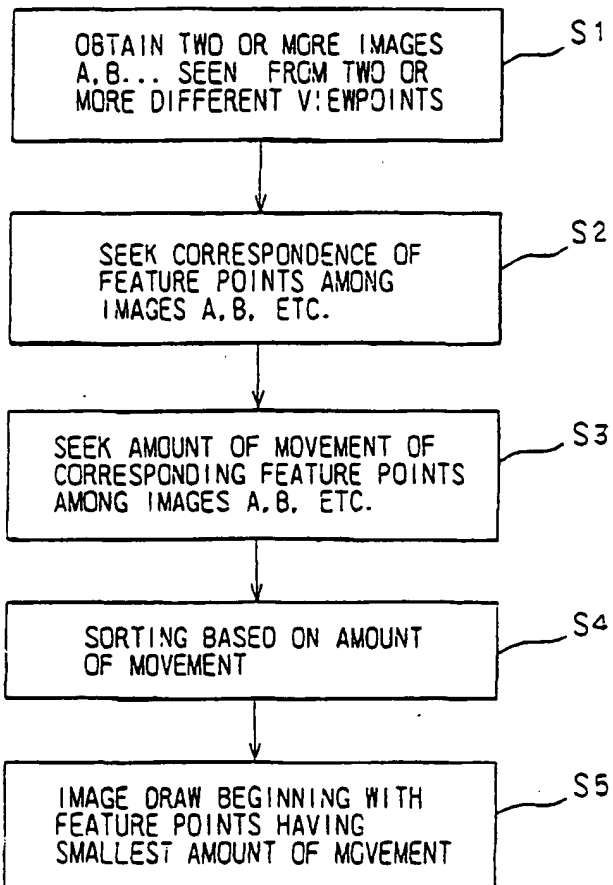 S1
OBTAIN TWO OR MORE IMAGES
A,B... SEEN FROM TWO OR
MORE DIFFERENT VIEWPOINTS
S2
SEEK CORRESPONDENCE OF
FEATURE POINTS AMONG
IMAGES A,B, ETC.
S3
SEEK AMOUNT OF MOVEMENT OF
CORRESPONDING FEATURE POINTS
AMONG IMAGES A,B, ETC.
S4
SORTING BASED ON AMOUNT
OF MOVEMENT
S5
IMAGE DRAW BEGINNING WITH
FEATURE POINTS HAVING
SMALLEST AMOUNT OF MOVEMENT